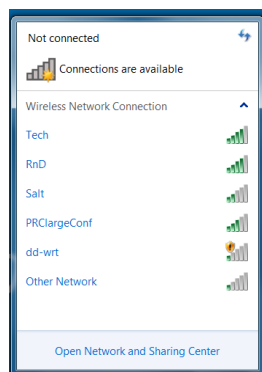 Not connected
Connections are available
Wireless Network Connection
Tech
RnD
Salt
PRClargeConf
dd-wrt
Other Network
Open Network and Sharing Center